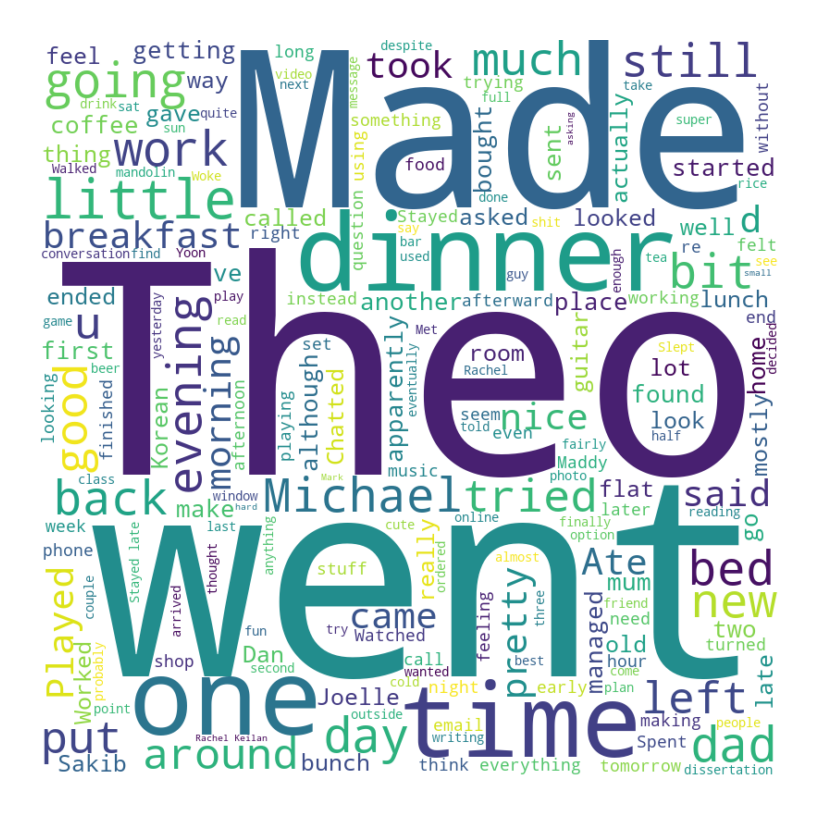 feel
getting
long
despite
Made
took
much
still
going
way
video
next
message
trying
full
super
take
drink
sat
gave
quite
coffee
sun
something
using
bought
sent
actually
without
thing
work
food
asking
started
Walked
mandolin
Woke
done
rice
little
called
question
Stayed
asked
looked
well
d
breakfast
right
dinner
say
bar
used
shit
re
felt
conversation
find
Yoon
ve
guy
tea
enough
bit
see
small
ended
play
instead
another
afterward
place
working
lunch
u
yesterday
evening
morning
game
beer
read
set
Met
end
first
Theo
although
apparently
eventually
room
Rachel
guitar
lot
home
Slept
decided
good
looking
finished
Korean
afternoon
playing
Chatted
seem
told
even
nice
found
look
half
mostly
class
music
fairly
Maddy
photo
back
make
window
hard
Mark
Michael
tried
flat
said
later
reading
week
last
went
cute
online
finally
option
go
phone
couple
Stayed late
arrived
thought
anything
stuff
really
ordered
almost
Ate
mum
bed
friend
need
new
Played
fun
try
came
Watched
feeling
pretty
three
managed
old
two
turned
Worked
probably
shop
Dan
second
call
wanted
best
hour
come
plan
late
point
one
Joelle
cold
night
early
left
put
outside
email
time
making
people
Rachel Keilan
day
writing
Spent
dad
Sakib
around
bunch
think
everything
tomorrow
dissertation